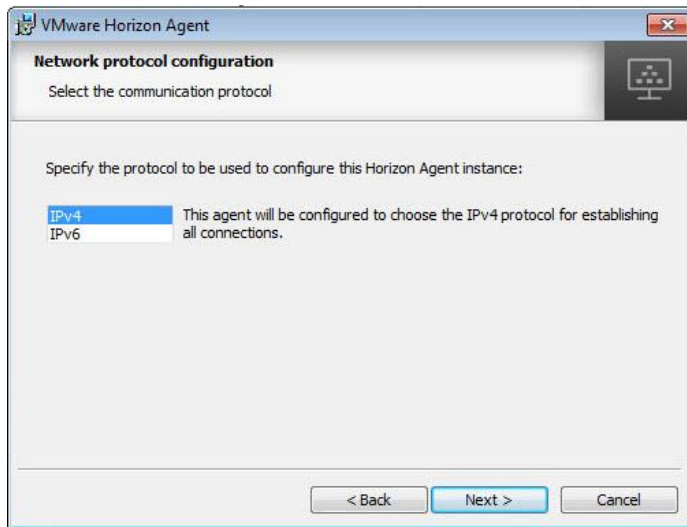 VMware Horizon Agent
Network protocol configuration
Select the communication protocol
Specify the protocol to be used to configure this Horizon Agent instance:
IPv4
IPv6
This agent will be configured to choose the IPv4 protocol for establishing
all connections.
< Back
Next >
Cancel